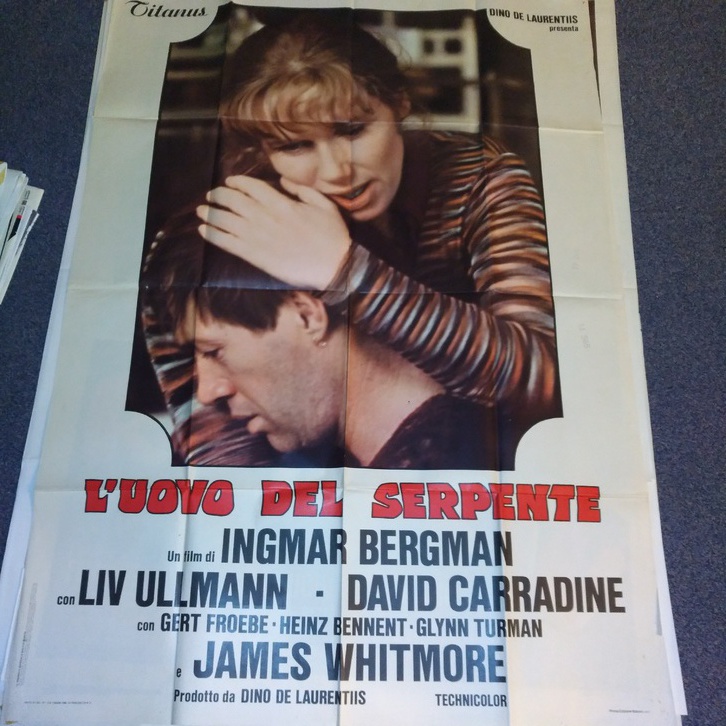 Titanus
DINO DE LAURENTIIS
presenta
L'UOVO DEL SERPENTE
Un film di INGMAR BERGMAN
con LIV ULLMANN · DAVID CARRADINE
con GERT FROEBE · HEINZ BENNENT · GLYNN TURMAN
e JAMES WHITMORE
Prodotto da DINO DE LAURENTIIS TECHNICOLOR